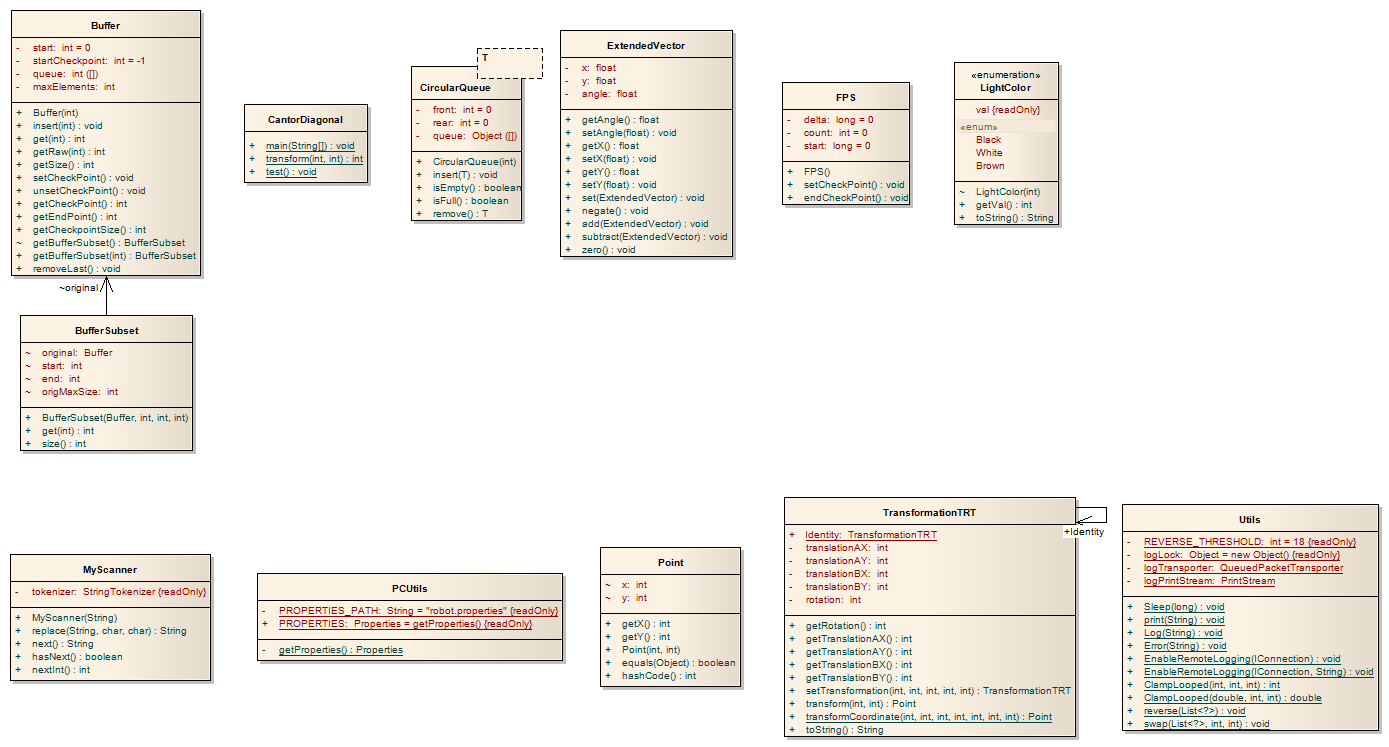 Buffer
- start: int = 0
- startCheckpoint: int = -1
- queue: int ([])
- maxElements: int
+ Buffer(int)
+ insert(int) : void
+ get(int) : int
+ getRaw(int) : int
+ getSize() : int
+ setCheckPoint() : void
+ unsetCheckPoint() : void
+ getCheckPoint() : int
+ getEndPoint() : int
+ getCheckpointSize() : int
~ getBufferSubset() : BufferSubset
+ getBufferSubset(int) : BufferSubset
+ removeLast() : void
~original
BufferSubset
~ original: Buffer
~ start: int
~ end: int
~ origMaxSize: int
+ BufferSubset(Buffer, int, int, int)
+ get(int) : int
+ size() : int
CantorDiagonal
+ main(String[]) : void
+ transform(int, int) : int
+ test() : void
T
CircularQueue
- front: int = 0
- rear: int = 0
- queue: Object ([])
+ CircularQueue(int)
+ insert(T) : void
+ isEmpty() : boolean
+ isFull() : boolean
+ remove() : T
ExtendedVector
- x: float
- y: float
- angle: float
+ getAngle() : float
+ setAngle(float) : void
+ getX() : float
+ setX(float) : void
+ getY() : float
+ setY(float) : void
+ set(ExtendedVector) : void
+ negate() : void
+ add(ExtendedVector) : void
+ subtract(ExtendedVector) : void
+ zero() : void
FPS
- delta: long = 0
- count: int = 0
- start: long = 0
+ FPS()
+ setCheckPoint() : void
+ endCheckPoint() : void
«enumeration»
LightColor
val {readOnly}
«enum»
Black
White
Brown
~ LightColor(int)
+ getVal() : int
+ toString() : String
MyScanner
- tokenizer: StringTokenizer {readOnly}
+ MyScanner(String)
+ replace(String, char, char) : String
+ next() : String
+ hasNext() : boolean
+ nextInt() : int
PCUtils
- PROPERTIES_PATH: String = "robot.properties" {readOnly}
+ PROPERTIES: Properties = getProperties() {readOnly}
- getProperties() : Properties
Point
~ x: int
~ y: int
+ getX() : int
+ getY() : int
+ Point(int, int)
+ equals(Object) : boolean
+ hashCode() : int
TransformationTRT
+ Identity: TransformationTRT
- translationAX: int
- translationAY: int
- translationBX: int
- translationBY: int
- rotation: int
+ getRotation() : int
+ getTranslationAX() : int
+ getTranslationAY() : int
+ getTranslationBX() : int
+ getTranslationBY() : int
+ setTransformation(int, int, int, int, int) : TransformationTRT
+ transform(int, int) : Point
+ transformCoordinate(int, int, int, int, int, int, int) : Point
+ toString() : String
+Identity
Utils
- REVERSE_THRESHOLD: int = 18 {readOnly}
- logLock: Object = new Object() {readOnly}
- logTransporter: QueuedPacketTransporter
- logPrintStream: PrintStream
+ Sleep(long) : void
+ print(String) : void
+ Log(String) : void
+ Error(String) : void
+ EnableRemoteLogging(IConnection) : void
+ EnableRemoteLogging(IConnection, String) : void
+ ClampLooped(int, int, int) : int
+ ClampLooped(double, int, int) : double
+ reverse(List<?>) : void
+ swap(List<?>, int, int) : void